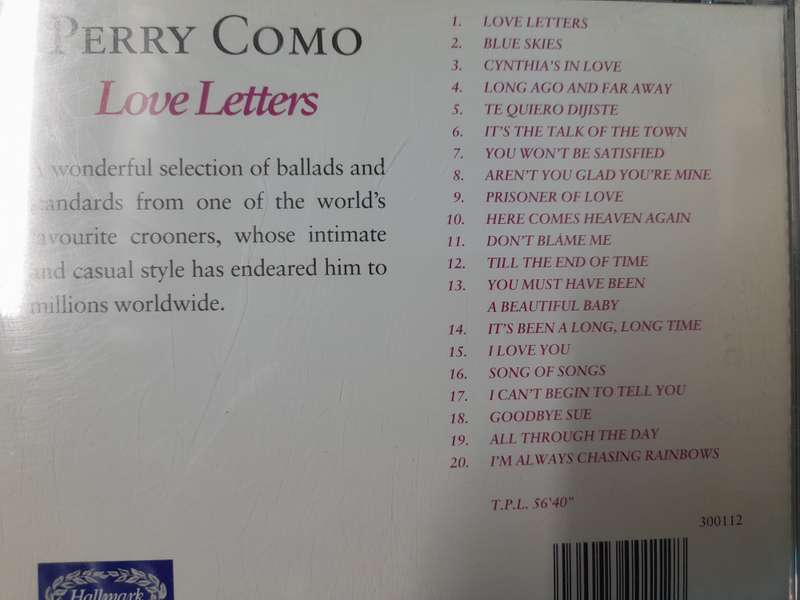 PERRY COMO
Love Letters
A wonderful selection of ballads and
standards from one of the world's
favourite crooners, whose intimate
and casual style has endeared him to
millions worldwide.
1. LOVE LETTERS
2. BLUE SKIES
3. CYNTHIA'S IN LOVE
4. LONG AGO AND FAR AWAY
5. TE QUIERO DIJISTE
6. IT'S THE TALK OF THE TOWN
7. YOU WON'T BE SATISFIED
8. AREN'T YOU GLAD YOU'RE MINE
9. PRISONER OF LOVE
10. HERE COMES HEAVEN AGAIN
11. DON'T BLAME ME
12. TILL THE END OF TIME
13. YOU MUST HAVE BEEN
A BEAUTIFUL BABY
14. IT'S BEEN A LONG, LONG TIME
15. I LOVE YOU
16. SONG OF SONGS
17. I CAN'T BEGIN TO TELL YOU
18. GOODBYE SUE
19. ALL THROUGH THE DAY
20. I'M ALWAYS CHASING RAINBOWS
T.P.L. 56'40"
300112
Hallmark